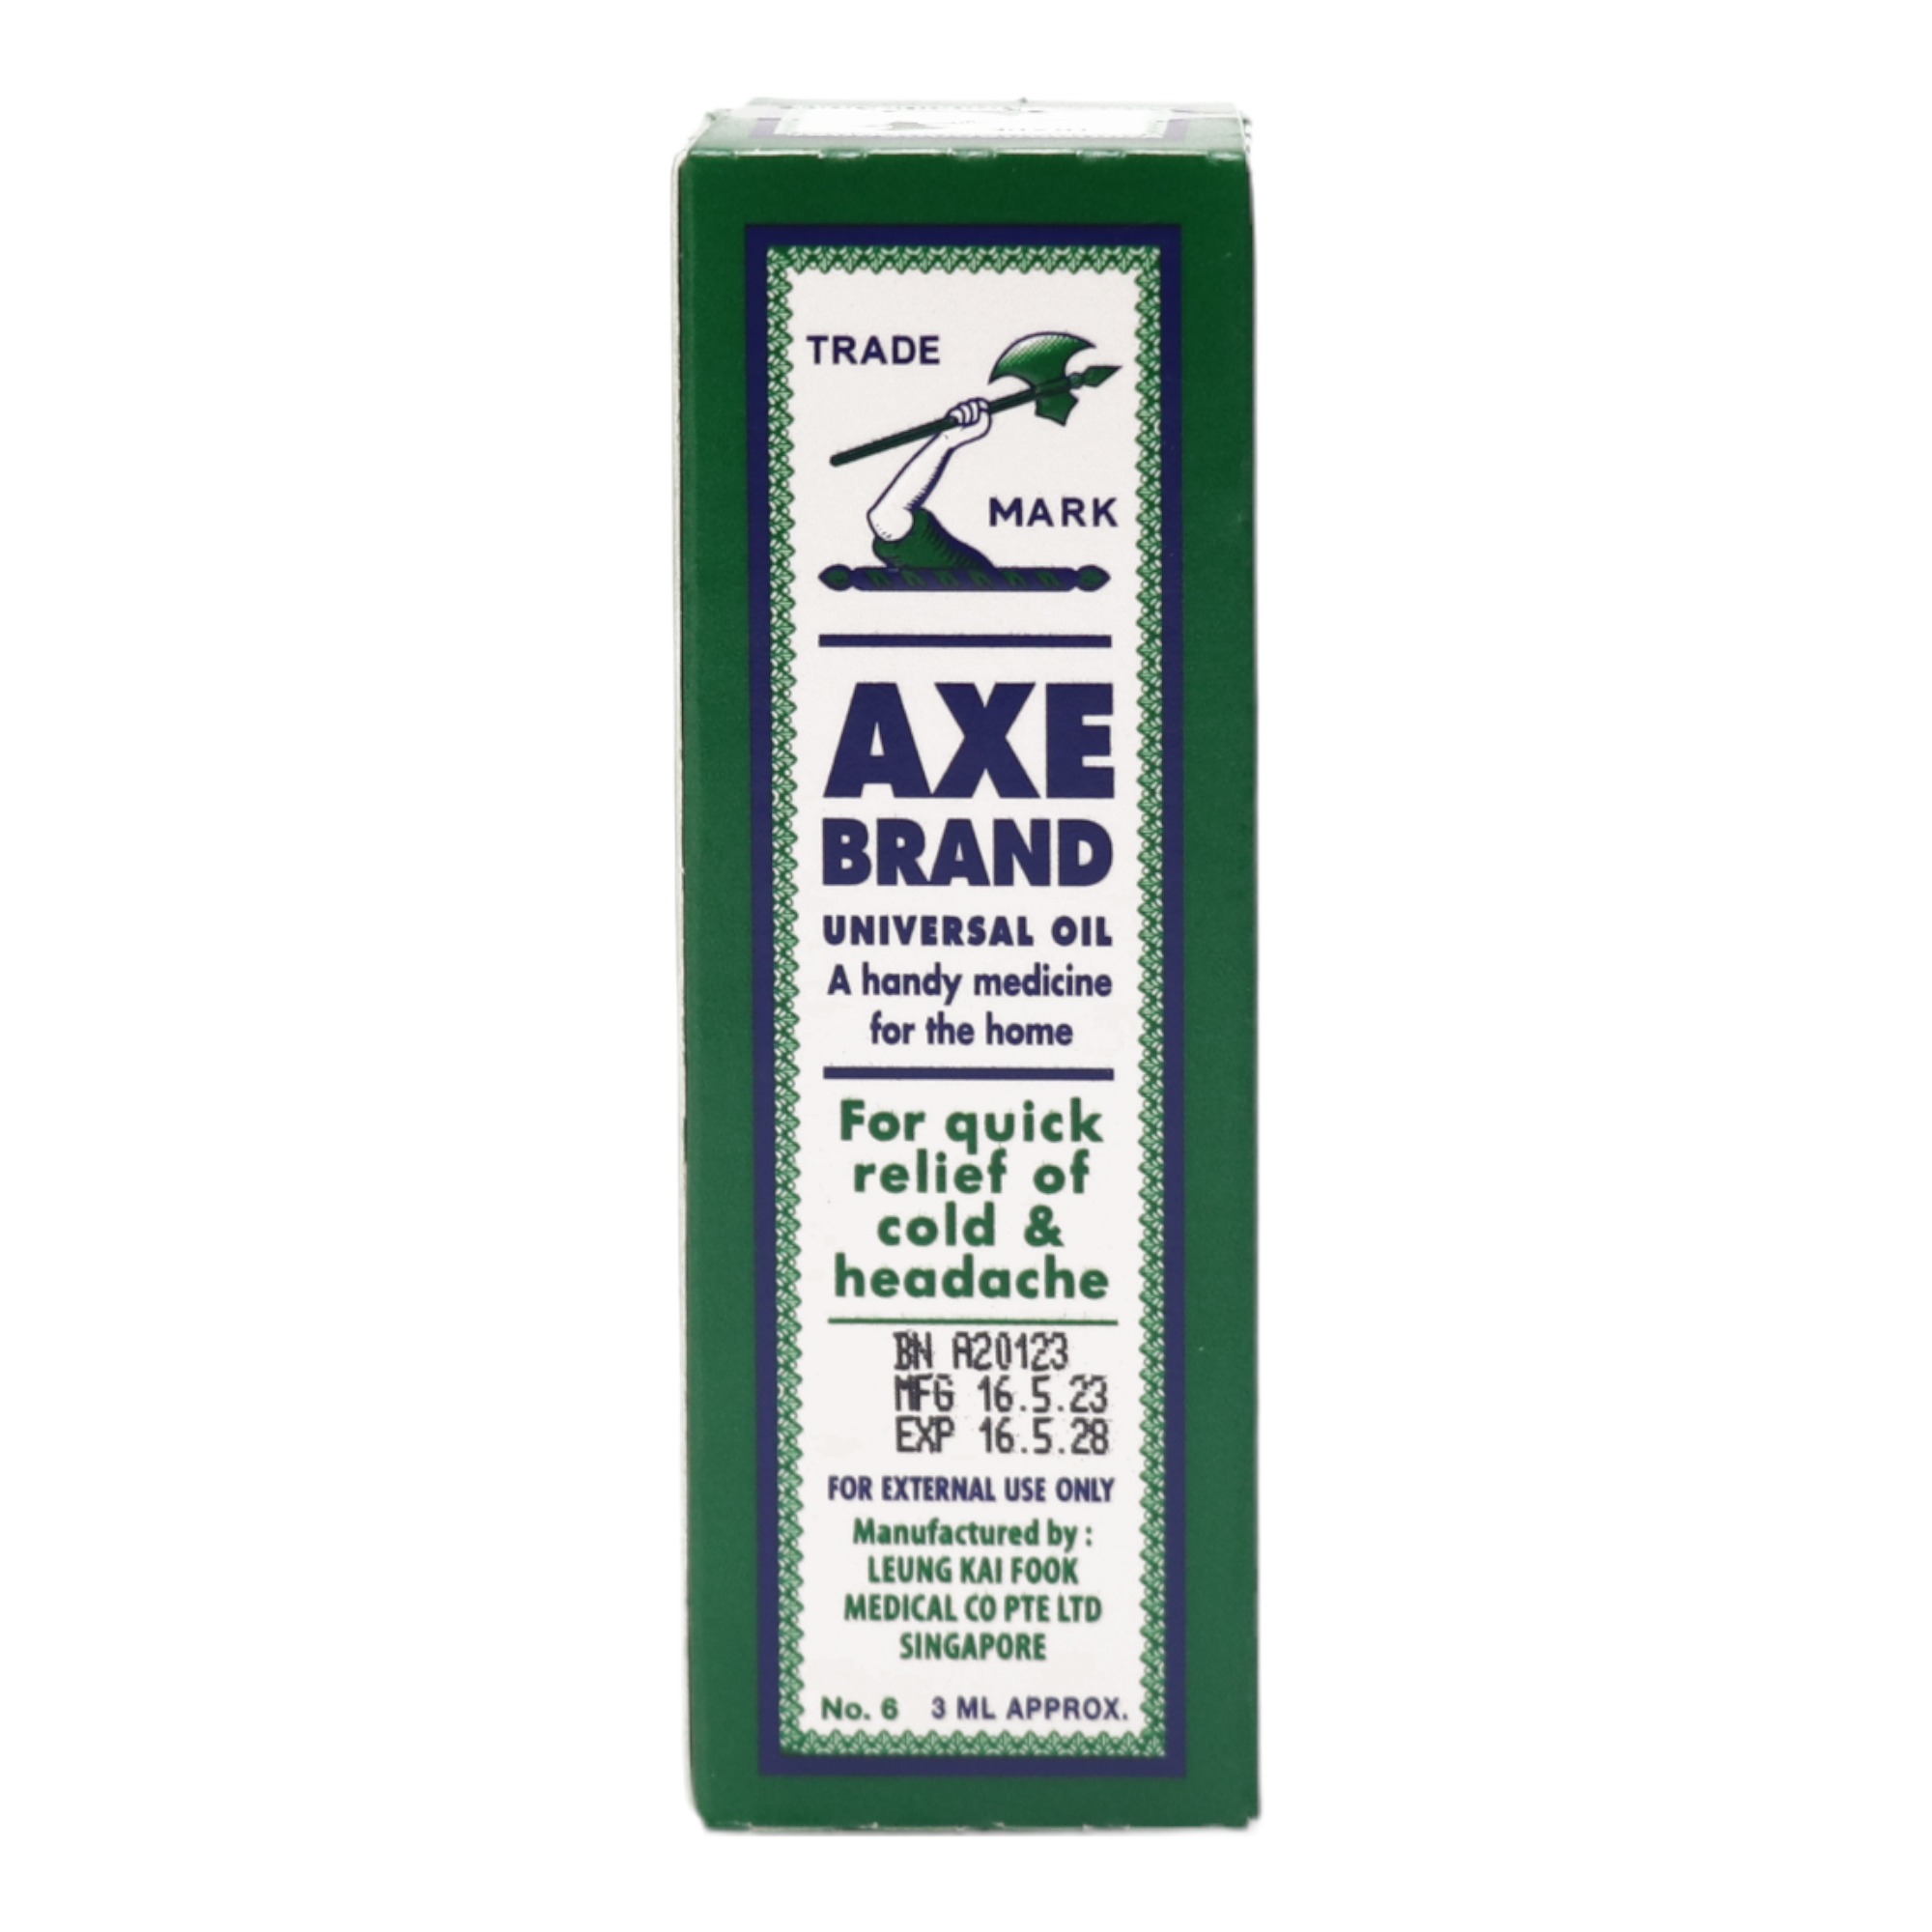 TRADE
MARK
AXE
BRAND
UNIVERSAL OIL
A handy medicine
for the home
For quick
relief of
cold &
headache
BN A20123
MFG 16.5.23
EXP 16.5.28
FOR EXTERNAL USE ONLY
Manufactured by :
LEUNG KAI FOOK
MEDICAL CO PTE LTD
SINGAPORE
No. 6 3 ML APPROX.